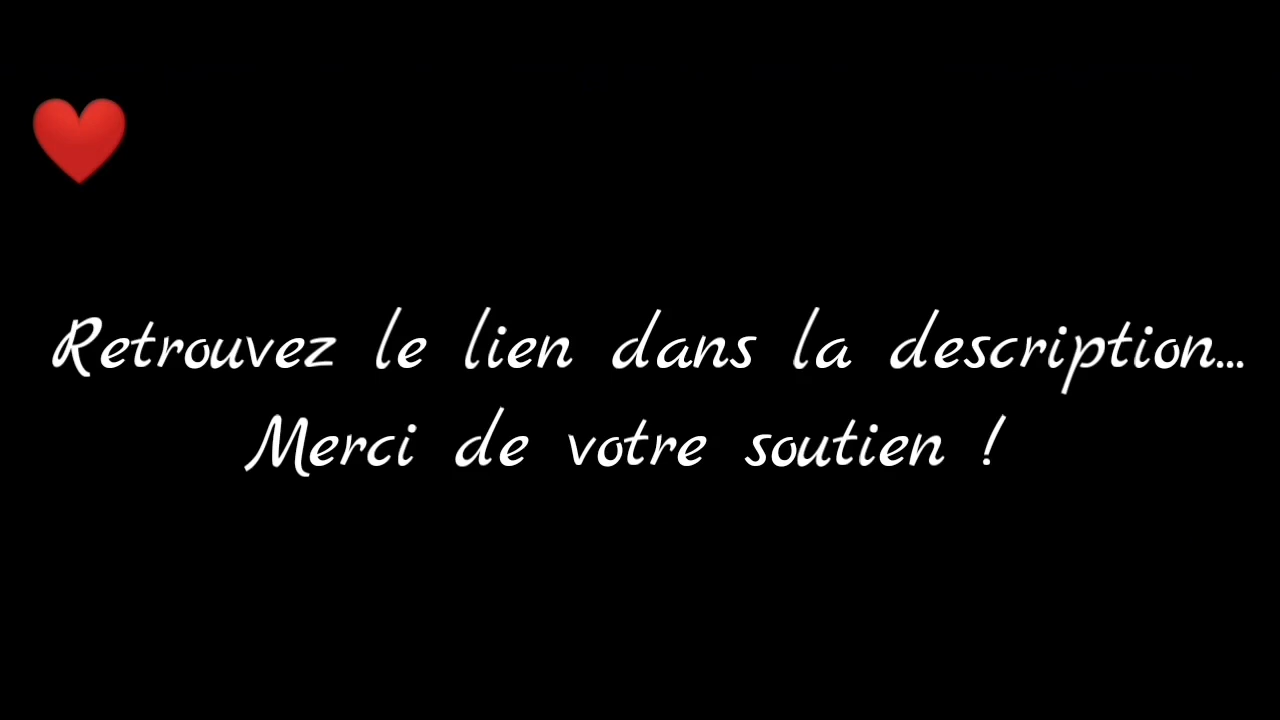 Retrouvez le lien dans la description...
Merci de votre soutien !